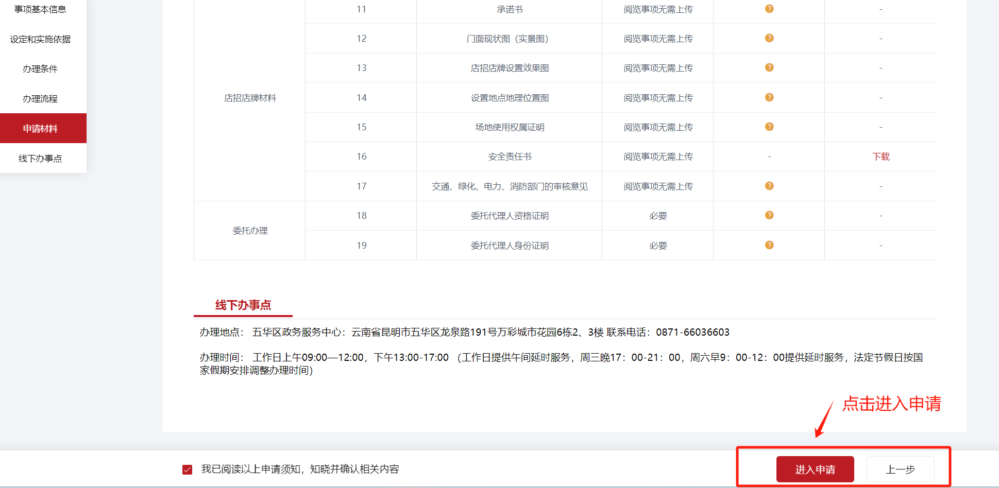 事项基本信息
设定和实施依据
办理条件
办理流程
申请材料
线下办事点
店招店牌材料
11 承诺书 阅览事项无需上传 ? -
12 门面现状图（实景图） 阅览事项无需上传 ? -
13 店招店牌设置效果图 阅览事项无需上传 ? -
14 设置地点地理位置图 阅览事项无需上传 ? -
15 场地使用权属证明 阅览事项无需上传 ? -
16 安全责任书 阅览事项无需上传 - 下载
17 交通、绿化、电力、消防部门的审核意见 阅览事项无需上传 ? -
委托办理
18 委托代理人资格证明 必要 ? -
19 委托代理人身份证明 必要 ? -
线下办事点
办理地点： 五华区政务服务中心：云南省昆明市五华区龙泉路191号万彩城市花园6栋2、3楼 联系电话：0871-66036603
办理时间： 工作日上午09:00—12:00，下午13:00-17:00 （工作日提供午间延时服务，周三晚17：00-21：00，周六早9：00-12：00提供延时服务，法定节假日按国
家假期安排调整办理时间）
点击进入申请
我已阅读以上申请须知，知晓并确认相关内容
进入申请
上一步